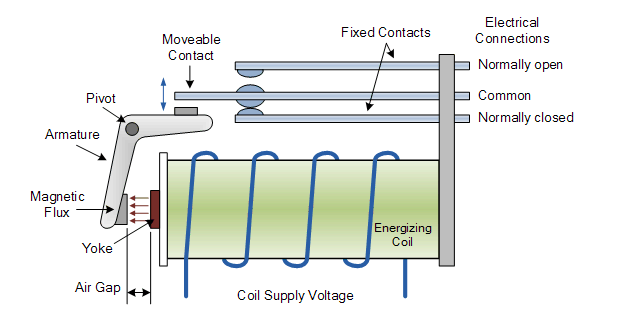 Electrical
Connections
Moveable
Contact
Fixed Contacts
Normally open
Common
Normally closed
Pivot
Armature
Magnetic
Flux
Yoke
Energizing
Coil
Air Gap
Coil Supply Voltage